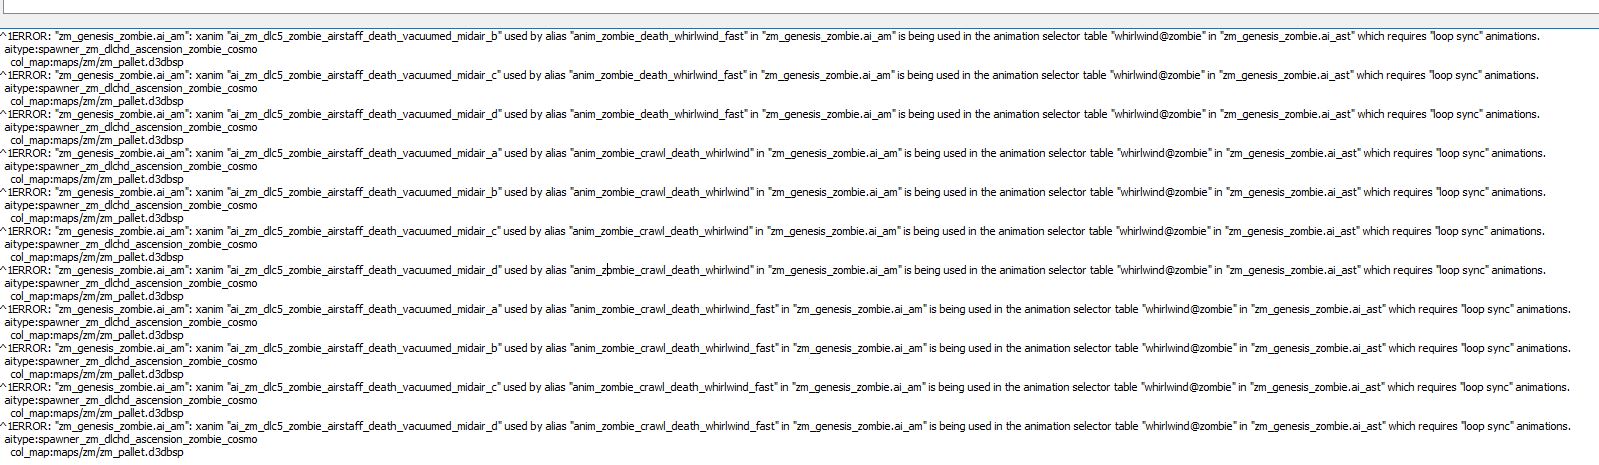 ^1ERROR: "zm_genesis_zombie.ai_am": xanim "ai_zm_dlc5_zombie_airstaff_death_vacuumed_midair_b" used by alias "anim_zombie_death_whirlwind_fast" in "zm_genesis_zombie.ai_am" is being used in the animation selector table "whirlwind@zombie" in "zm_genesis_zombie.ai_ast" which requires "loop sync" animations.
aitype:spawner_zm_dlchd_ascension_zombie_cosmo
col_map:maps/zm/zm_pallet.d3dbsp
^1ERROR: "zm_genesis_zombie.ai_am": xanim "ai_zm_dlc5_zombie_airstaff_death_vacuumed_midair_c" used by alias "anim_zombie_death_whirlwind_fast" in "zm_genesis_zombie.ai_am" is being used in the animation selector table "whirlwind@zombie" in "zm_genesis_zombie.ai_ast" which requires "loop sync" animations.
aitype:spawner_zm_dlchd_ascension_zombie_cosmo
col_map:maps/zm/zm_pallet.d3dbsp
^1ERROR: "zm_genesis_zombie.ai_am": xanim "ai_zm_dlc5_zombie_airstaff_death_vacuumed_midair_d" used by alias "anim_zombie_death_whirlwind_fast" in "zm_genesis_zombie.ai_am" is being used in the animation selector table "whirlwind@zombie" in "zm_genesis_zombie.ai_ast" which requires "loop sync" animations.
aitype:spawner_zm_dlchd_ascension_zombie_cosmo
col_map:maps/zm/zm_pallet.d3dbsp
^1ERROR: "zm_genesis_zombie.ai_am": xanim "ai_zm_dlc5_zombie_airstaff_death_vacuumed_midair_a" used by alias "anim_zombie_crawl_death_whirlwind" in "zm_genesis_zombie.ai_am" is being used in the animation selector table "whirlwind@zombie" in "zm_genesis_zombie.ai_ast" which requires "loop sync" animations.
aitype:spawner_zm_dlchd_ascension_zombie_cosmo
col_map:maps/zm/zm_pallet.d3dbsp
^1ERROR: "zm_genesis_zombie.ai_am": xanim "ai_zm_dlc5_zombie_airstaff_death_vacuumed_midair_b" used by alias "anim_zombie_crawl_death_whirlwind" in "zm_genesis_zombie.ai_am" is being used in the animation selector table "whirlwind@zombie" in "zm_genesis_zombie.ai_ast" which requires "loop sync" animations.
aitype:spawner_zm_dlchd_ascension_zombie_cosmo
col_map:maps/zm/zm_pallet.d3dbsp
^1ERROR: "zm_genesis_zombie.ai_am": xanim "ai_zm_dlc5_zombie_airstaff_death_vacuumed_midair_c" used by alias "anim_zombie_crawl_death_whirlwind" in "zm_genesis_zombie.ai_am" is being used in the animation selector table "whirlwind@zombie" in "zm_genesis_zombie.ai_ast" which requires "loop sync" animations.
aitype:spawner_zm_dlchd_ascension_zombie_cosmo
col_map:maps/zm/zm_pallet.d3dbsp
^1ERROR: "zm_genesis_zombie.ai_am": xanim "ai_zm_dlc5_zombie_airstaff_death_vacuumed_midair_d" used by alias "anim_zombie_crawl_death_whirlwind" in "zm_genesis_zombie.ai_am" is being used in the animation selector table "whirlwind@zombie" in "zm_genesis_zombie.ai_ast" which requires "loop sync" animations.
aitype:spawner_zm_dlchd_ascension_zombie_cosmo
col_map:maps/zm/zm_pallet.d3dbsp
^1ERROR: "zm_genesis_zombie.ai_am": xanim "ai_zm_dlc5_zombie_airstaff_death_vacuumed_midair_a" used by alias "anim_zombie_crawl_death_whirlwind_fast" in "zm_genesis_zombie.ai_am" is being used in the animation selector table "whirlwind@zombie" in "zm_genesis_zombie.ai_ast" which requires "loop sync" animations.
aitype:spawner_zm_dlchd_ascension_zombie_cosmo
col_map:maps/zm/zm_pallet.d3dbsp
^1ERROR: "zm_genesis_zombie.ai_am": xanim "ai_zm_dlc5_zombie_airstaff_death_vacuumed_midair_b" used by alias "anim_zombie_crawl_death_whirlwind_fast" in "zm_genesis_zombie.ai_am" is being used in the animation selector table "whirlwind@zombie" in "zm_genesis_zombie.ai_ast" which requires "loop sync" animations.
aitype:spawner_zm_dlchd_ascension_zombie_cosmo
col_map:maps/zm/zm_pallet.d3dbsp
^1ERROR: "zm_genesis_zombie.ai_am": xanim "ai_zm_dlc5_zombie_airstaff_death_vacuumed_midair_c" used by alias "anim_zombie_crawl_death_whirlwind_fast" in "zm_genesis_zombie.ai_am" is being used in the animation selector table "whirlwind@zombie" in "zm_genesis_zombie.ai_ast" which requires "loop sync" animations.
aitype:spawner_zm_dlchd_ascension_zombie_cosmo
col_map:maps/zm/zm_pallet.d3dbsp
^1ERROR: "zm_genesis_zombie.ai_am": xanim "ai_zm_dlc5_zombie_airstaff_death_vacuumed_midair_d" used by alias "anim_zombie_crawl_death_whirlwind_fast" in "zm_genesis_zombie.ai_am" is being used in the animation selector table "whirlwind@zombie" in "zm_genesis_zombie.ai_ast" which requires "loop sync" animations.
aitype:spawner_zm_dlchd_ascension_zombie_cosmo
col_map:maps/zm/zm_pallet.d3dbsp